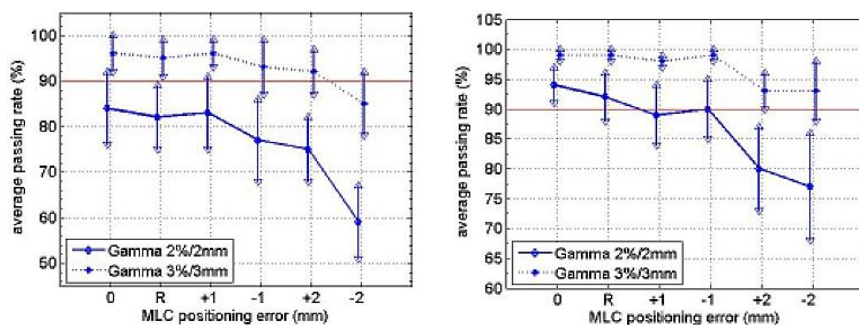 average passing rate (%)
100
90
80
70
60
50
Gamma 2%/2mm
Gamma 3%/3mm
0 R +1 -1 +2 -2
MLC positioning error (mm)
average passing rate (%)
105
100
95
90
85
80
75
70
65
60
Gamma 2%/2mm
Gamma 3%/3mm
0 R +1 -1 +2 -2
MLC positioning error (mm)